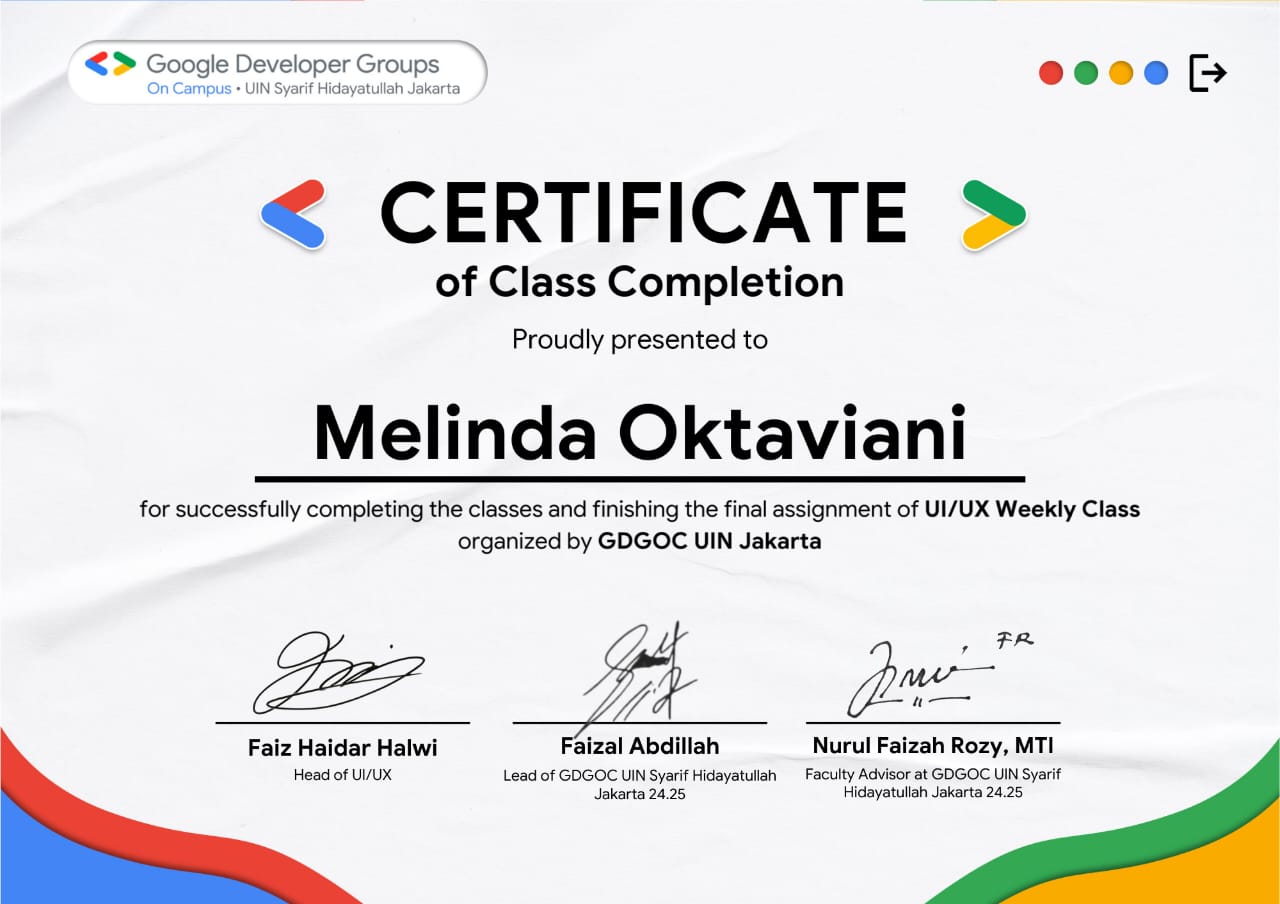 Google Developer Groups
On Campus • UIN Syarif Hidayatullah Jakarta
CERTIFICATE
of Class Completion
Proudly presented to
Melinda Oktaviani
for successfully completing the classes and finishing the final assignment of UI/UX Weekly Class
organized by GDGOC UIN Jakarta
FR
Faiz Haidar Halwi
Head of UI/UX
Faizal Abdillah
Lead of GDGOC UIN Syarif Hidayatullah
Jakarta 24.25
Nurul Faizah Rozy, MTI
Faculty Advisor at GDGOC UIN Syarif
Hidayatullah Jakarta 24.25